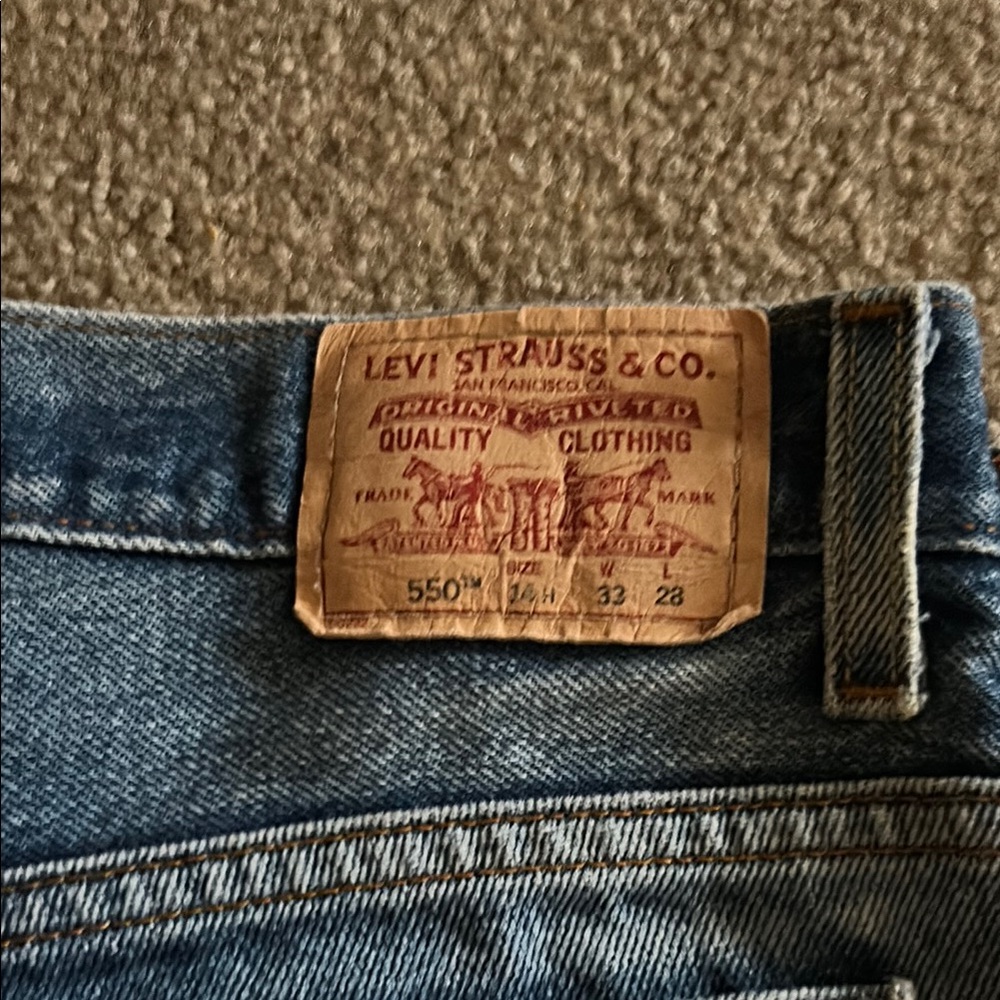 LEVI STRAUSS & CO.
SAN FRANCISCO, CAL.
ORIGINAL RIVETED
QUALITY CLOTHING
TRADE MARK
SIZE W L
550™ 14 H 33 28